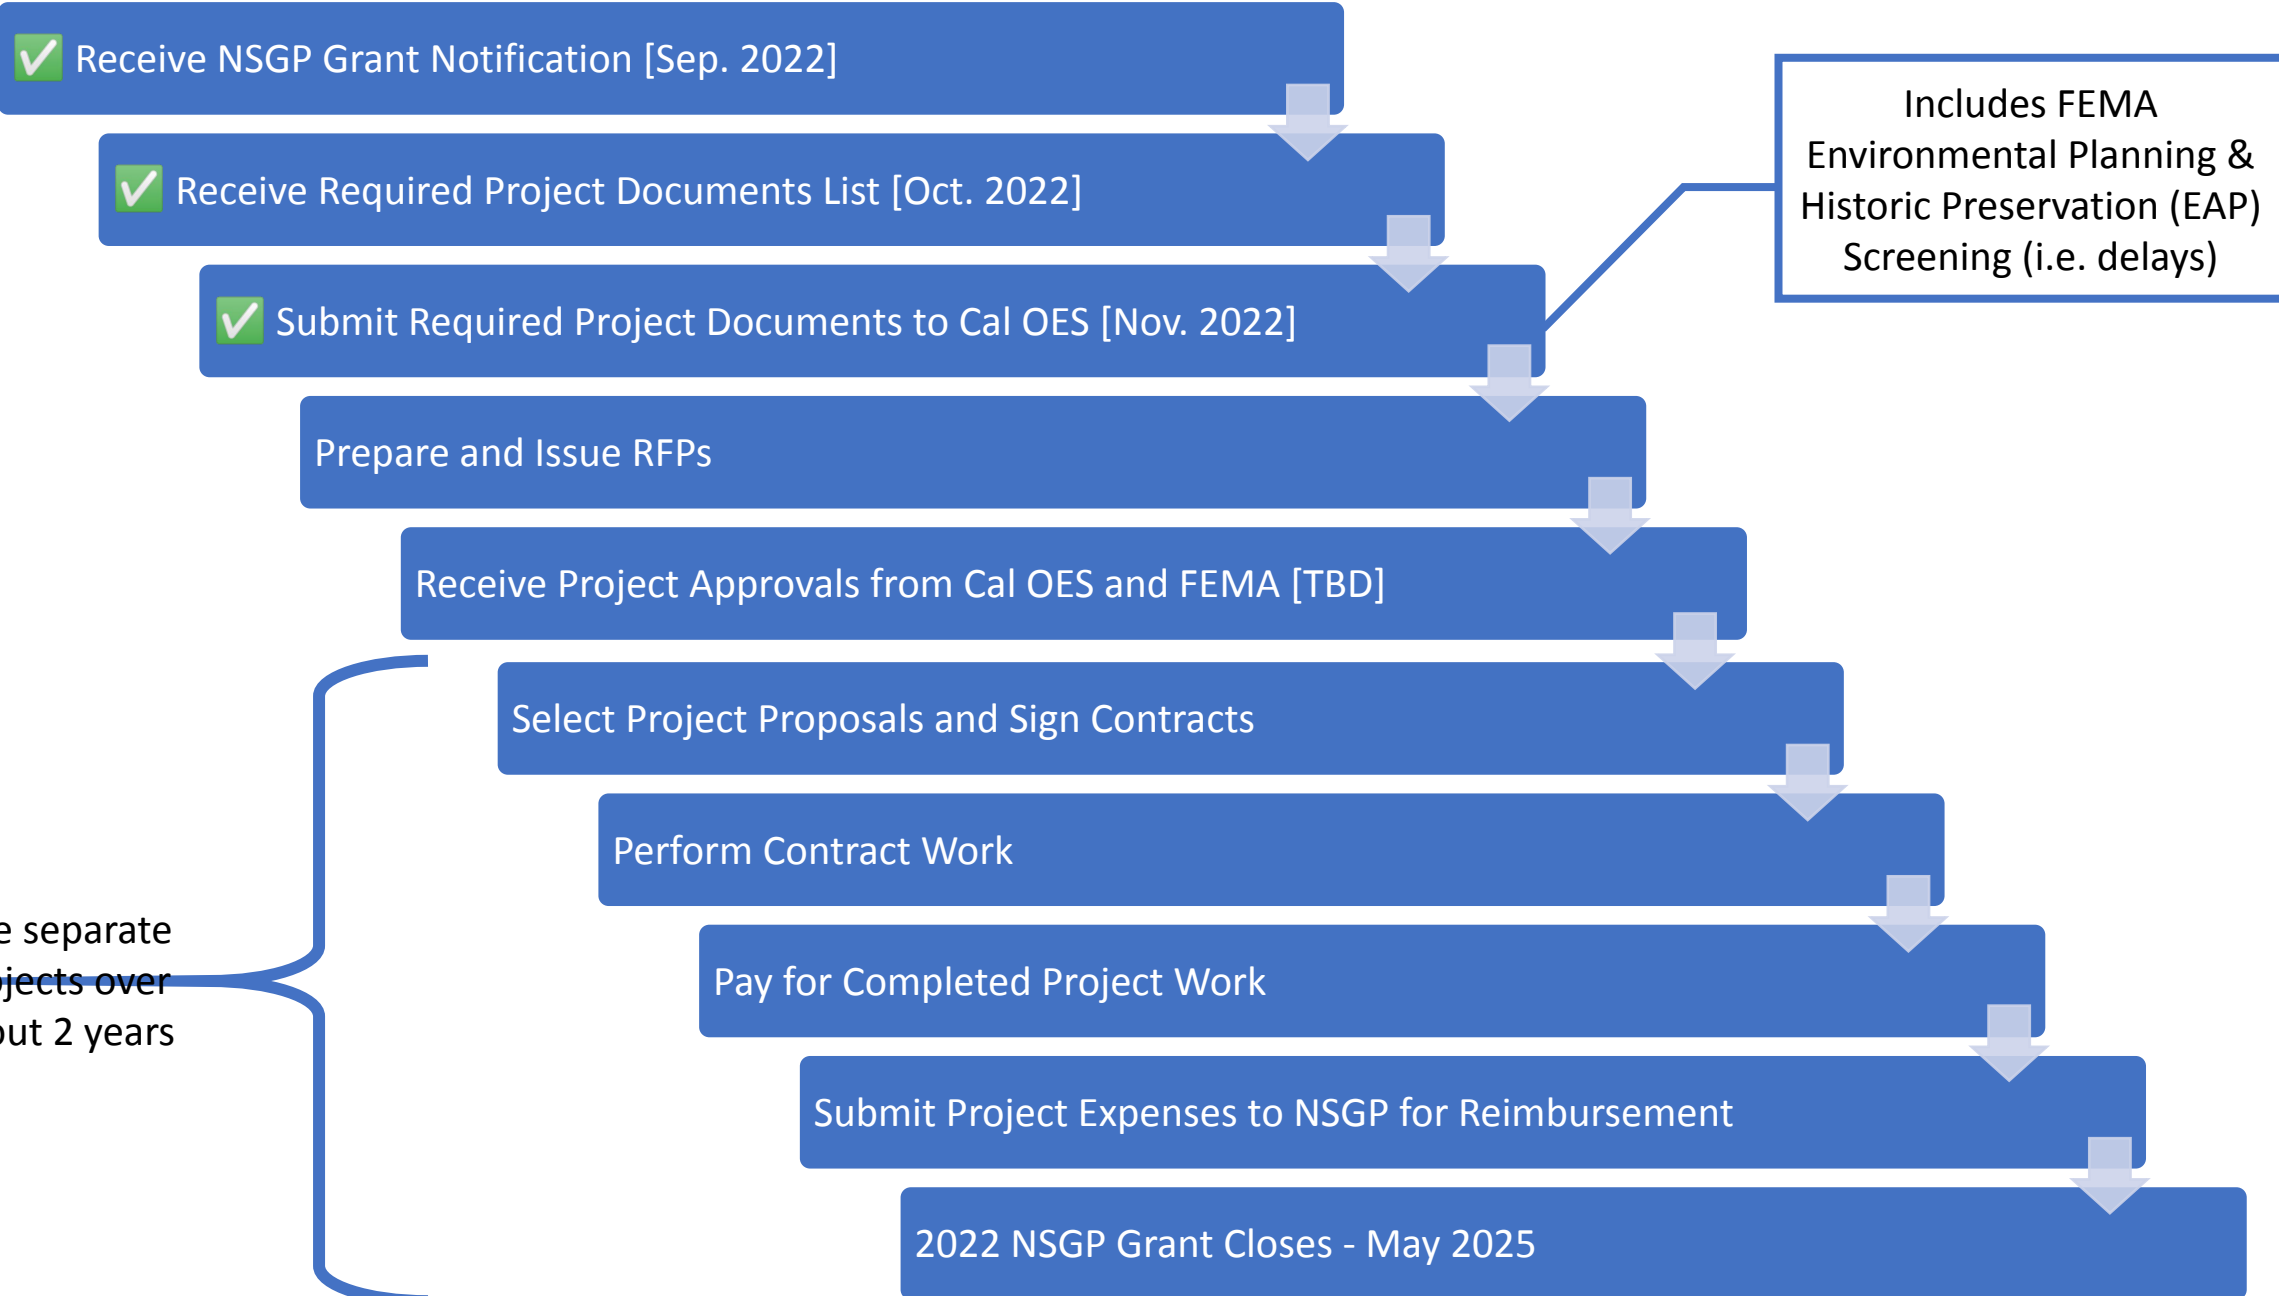 ✅ Receive NSGP Grant Notification [Sep. 2022]
Includes FEMA
Environmental Planning &
Historic Preservation (EAP)
Screening (i.e. delays)
✅ Receive Required Project Documents List [Oct. 2022]
✅ Submit Required Project Documents to Cal OES [Nov. 2022]
Prepare and Issue RFPs
Receive Project Approvals from Cal OES and FEMA [TBD]
Select Project Proposals and Sign Contracts
Perform Contract Work
separate
over
2 years
Pay for Completed Project Work
Submit Project Expenses to NSGP for Reimbursement
2022 NSGP Grant Closes - May 2025